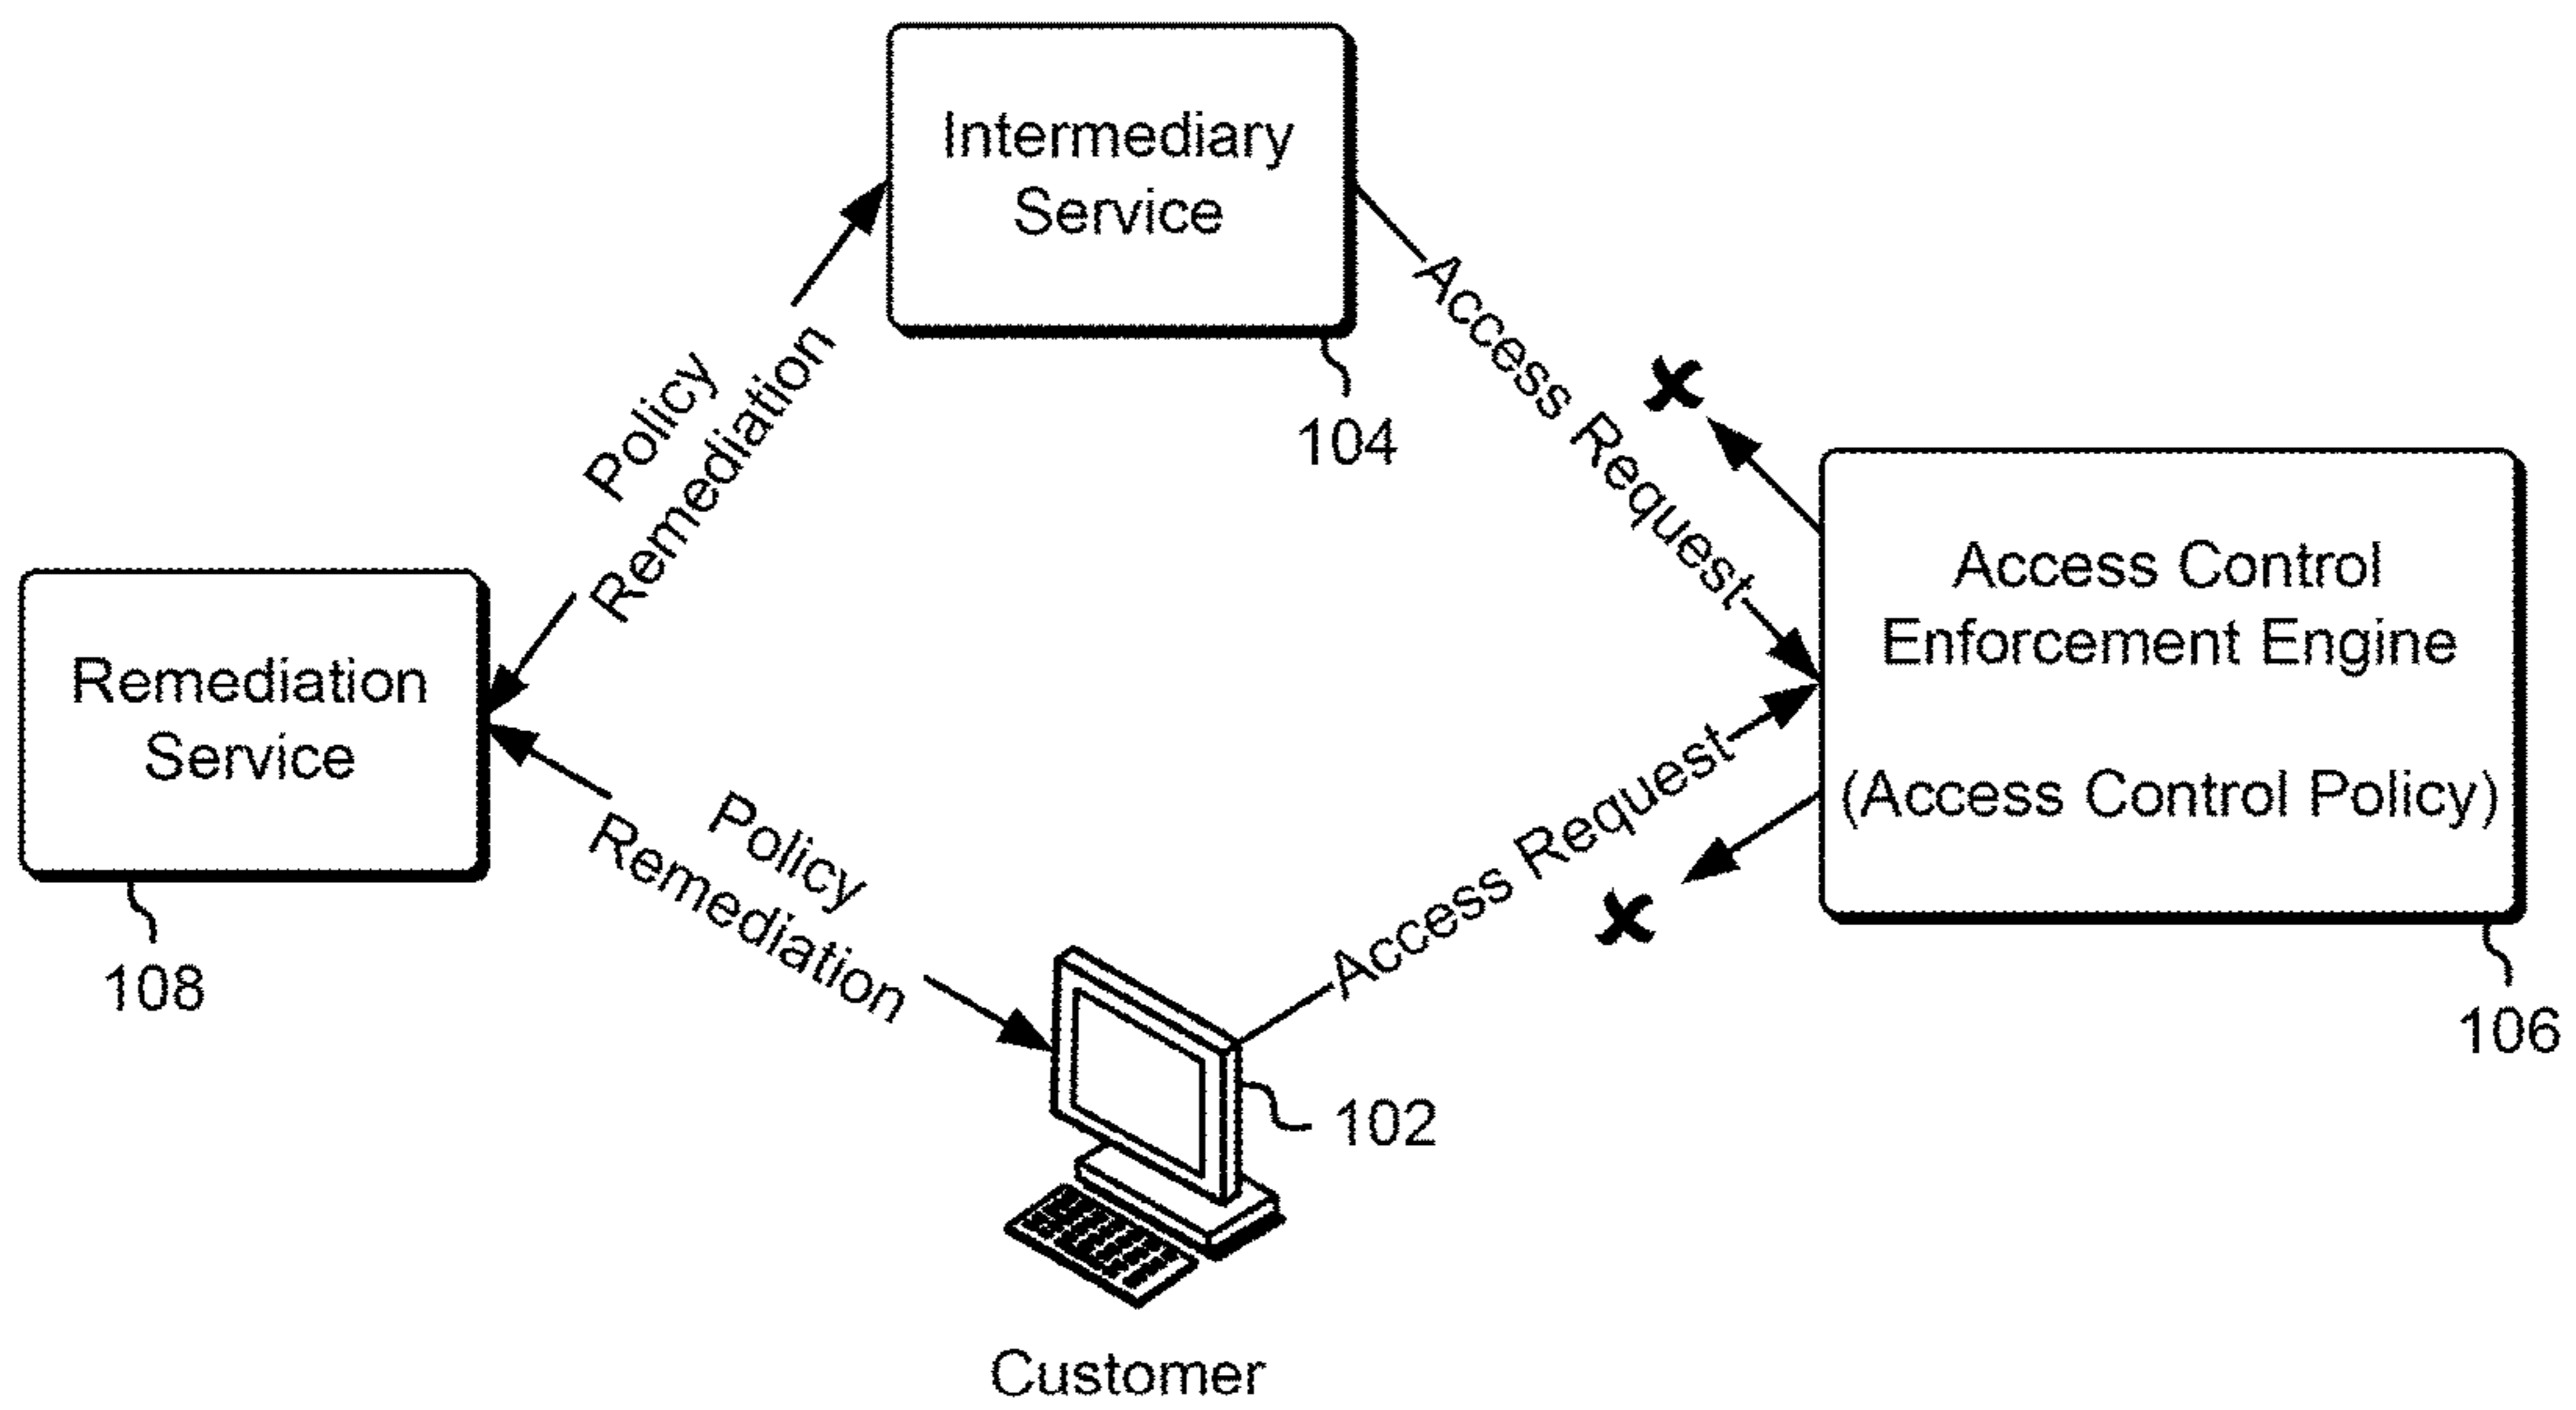 Intermediary
Service
104
Policy
Remediation
Access Request
Access Control
Enforcement Engine
(Access Control Policy)
106
Remediation
Service
108
Policy
Remediation
Access Request
102
Customer